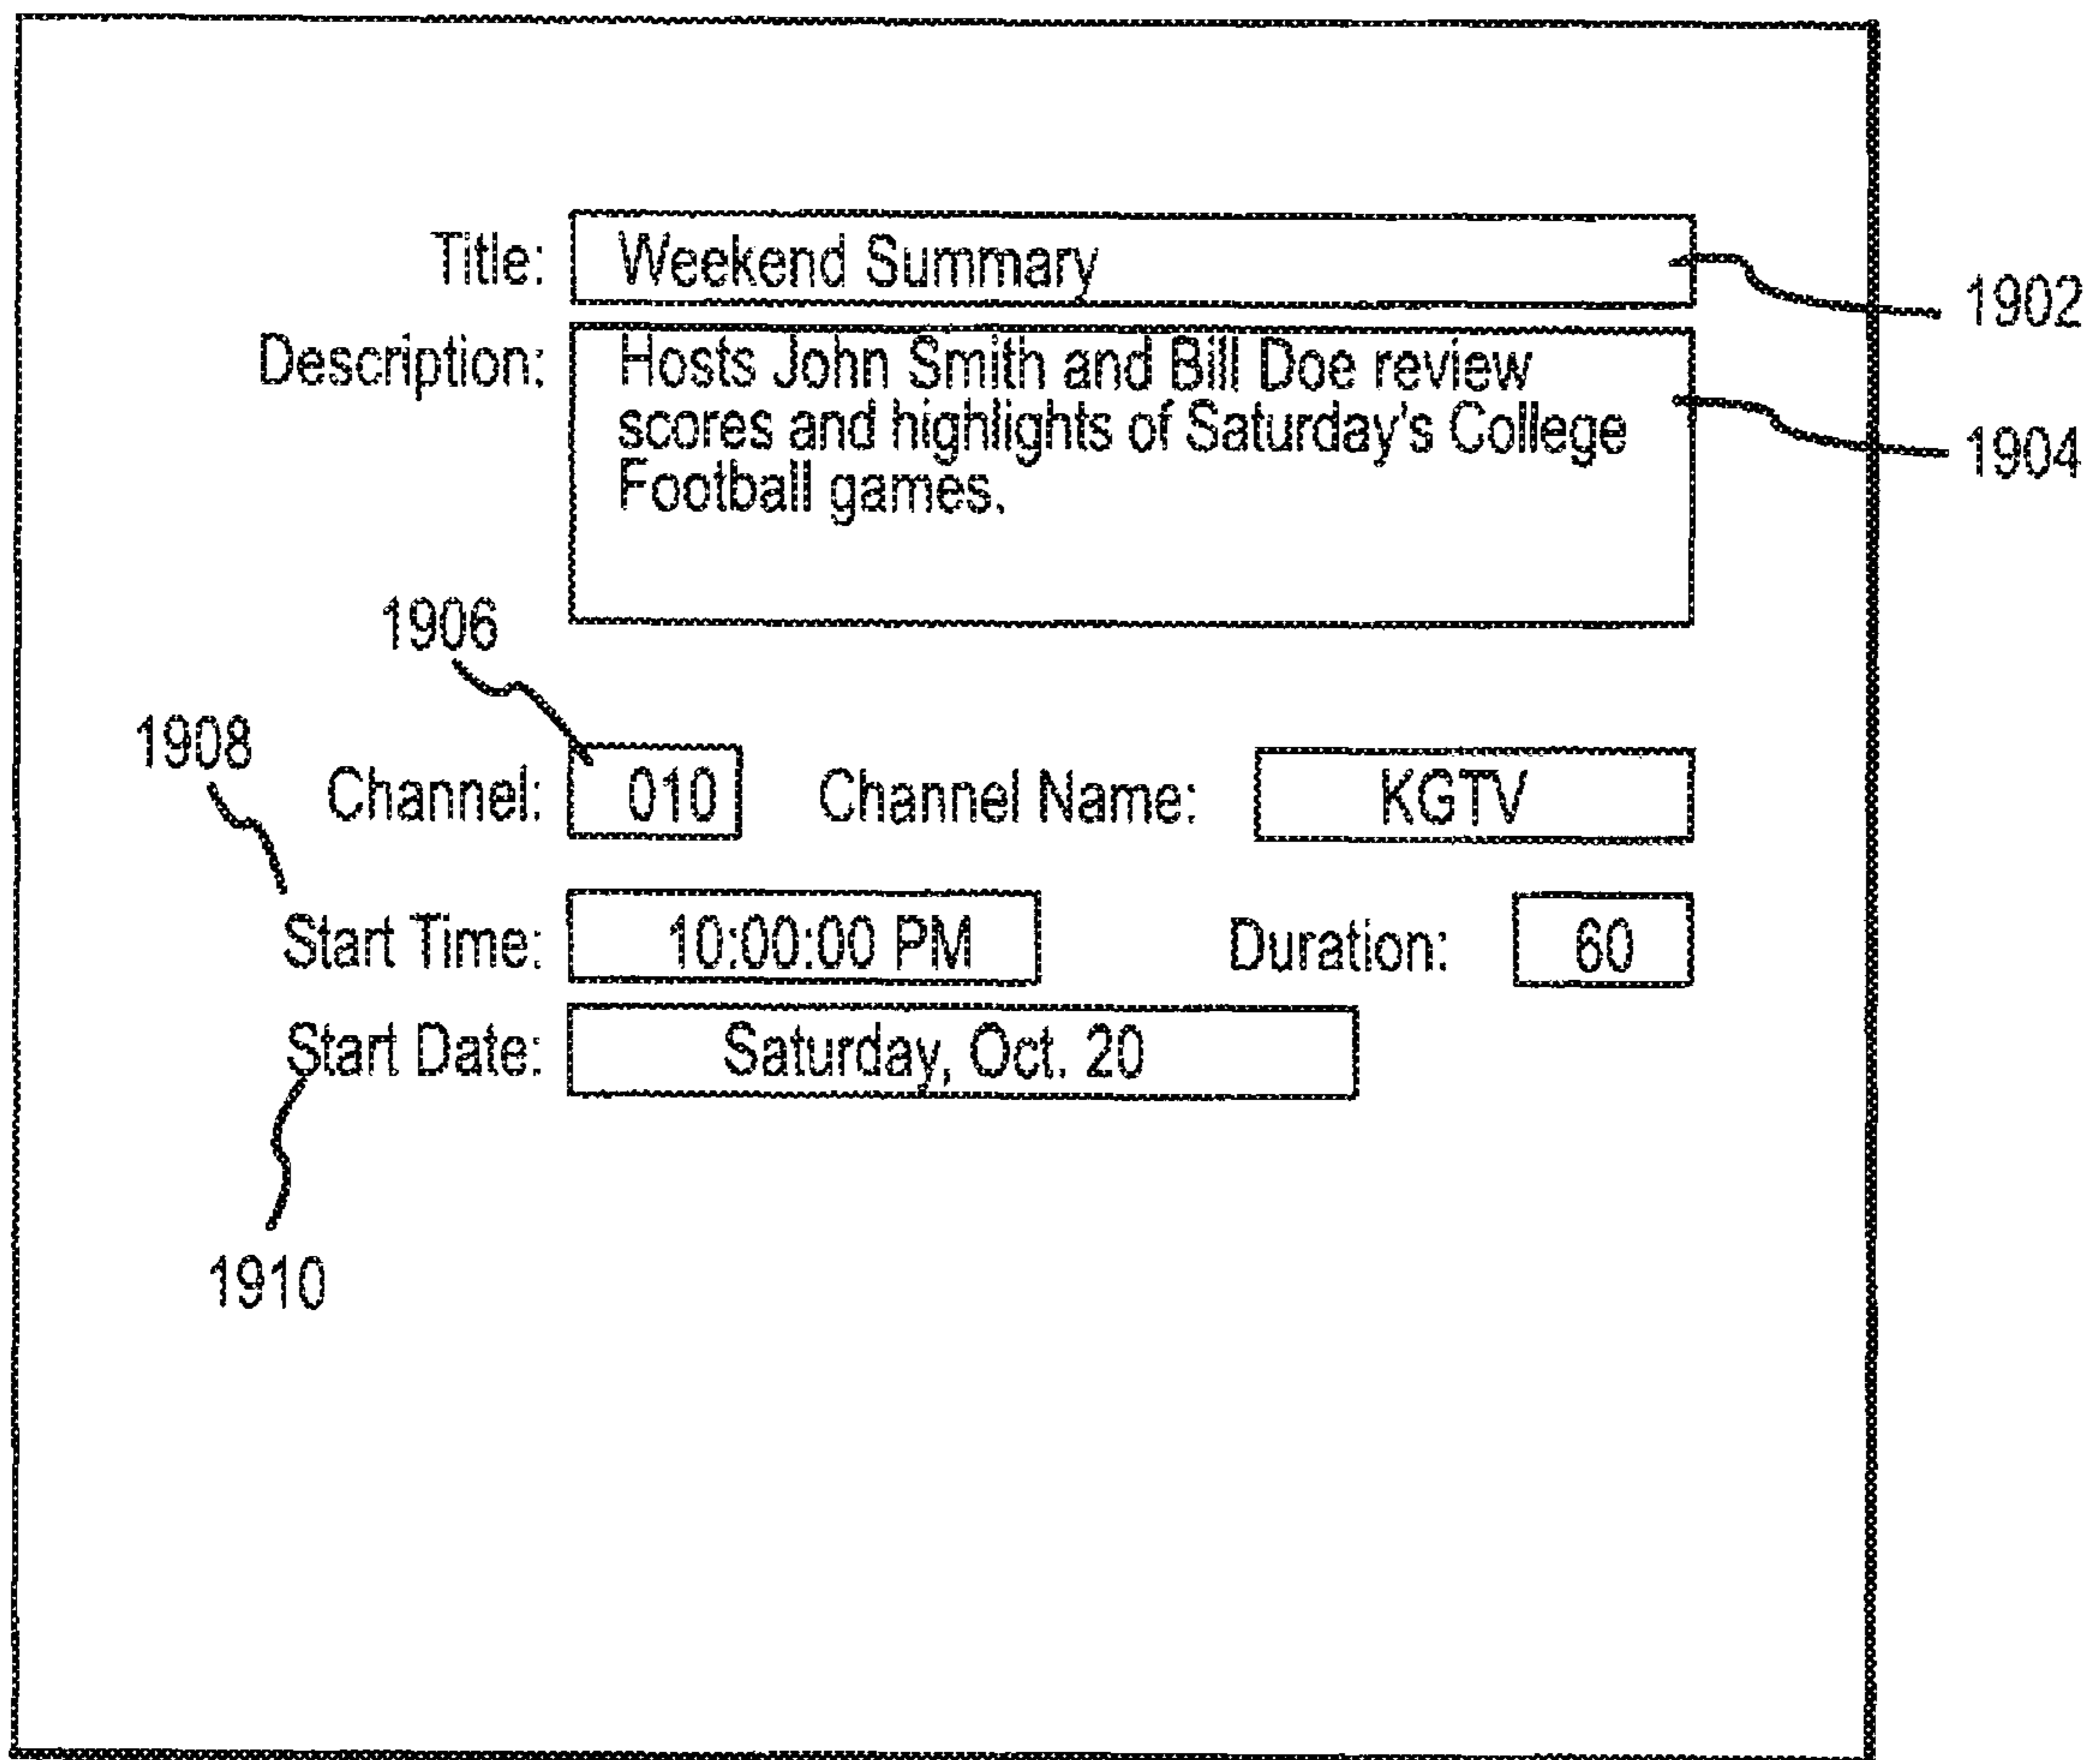 Title: Weekend Summary
1902
Description: Hosts John Smith and Bill Doe review
scores and highlights of Saturday's College
Football games.
1904
1906
1908
Channel: 010 Channel Name: KGTV
Start Time: 10:00:00 PM Duration: 60
Start Date: Saturday, Oct. 20
1910